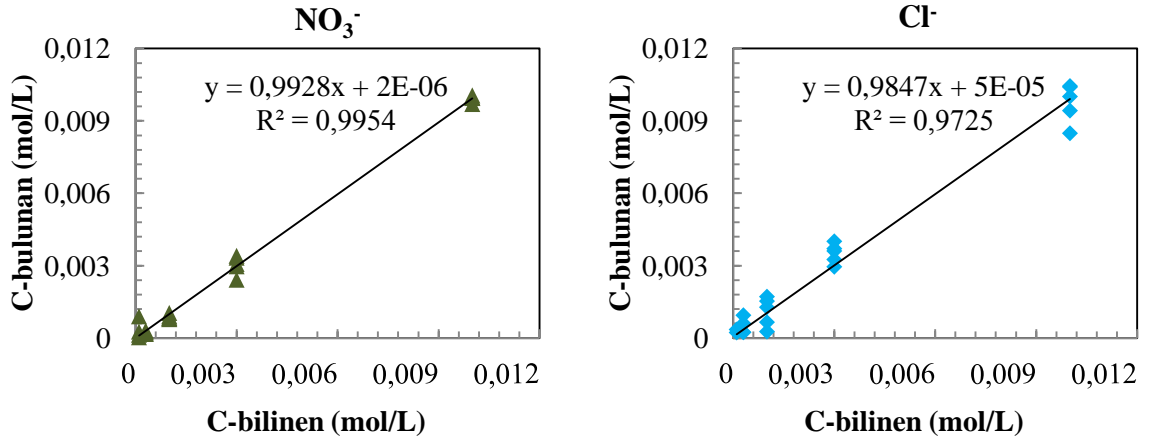 NO₃⁻
0,012
0,009
0,006
0,003
0
y = 0,9928x + 2E-06
R² = 0,9954
C-bulunan (mol/L)
0 0,003 0,006 0,009 0,012
C-bilinen (mol/L)
Cl⁻
0,012
0,009
0,006
0,003
0
y = 0,9847x + 5E-05
R² = 0,9725
C-bulunan (mol/L)
0 0,003 0,006 0,009 0,012
C-bilinen (mol/L)